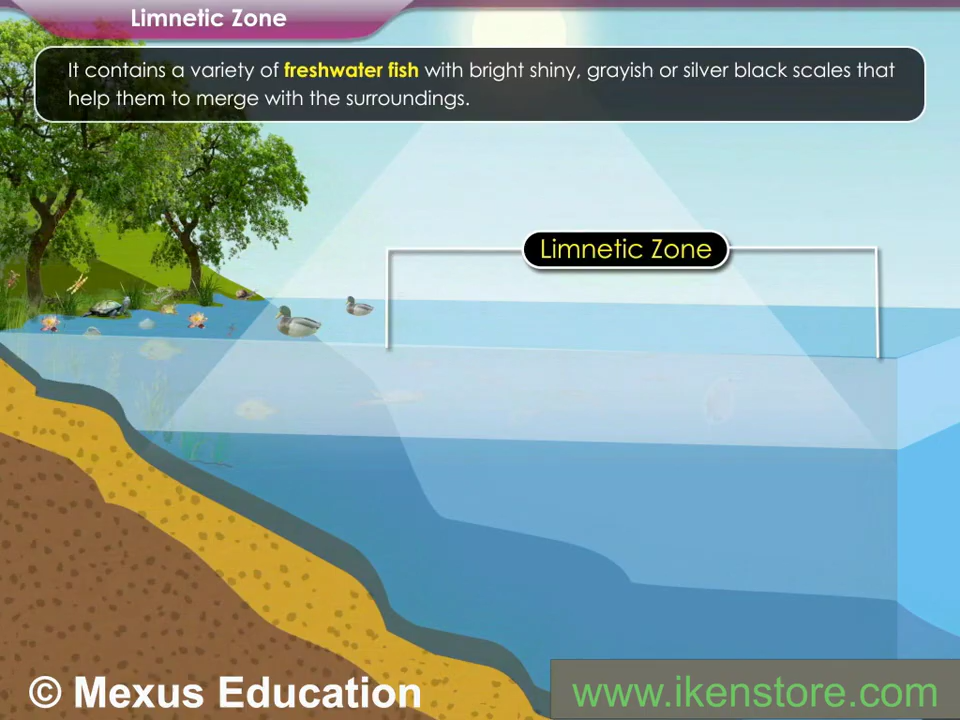 Limnetic Zone
It contains a variety of freshwater fish with bright shiny, grayish or silver black scales that
help them to merge with the surroundings.
Limnetic Zone
© Mexus Education
www.ikenstore.com